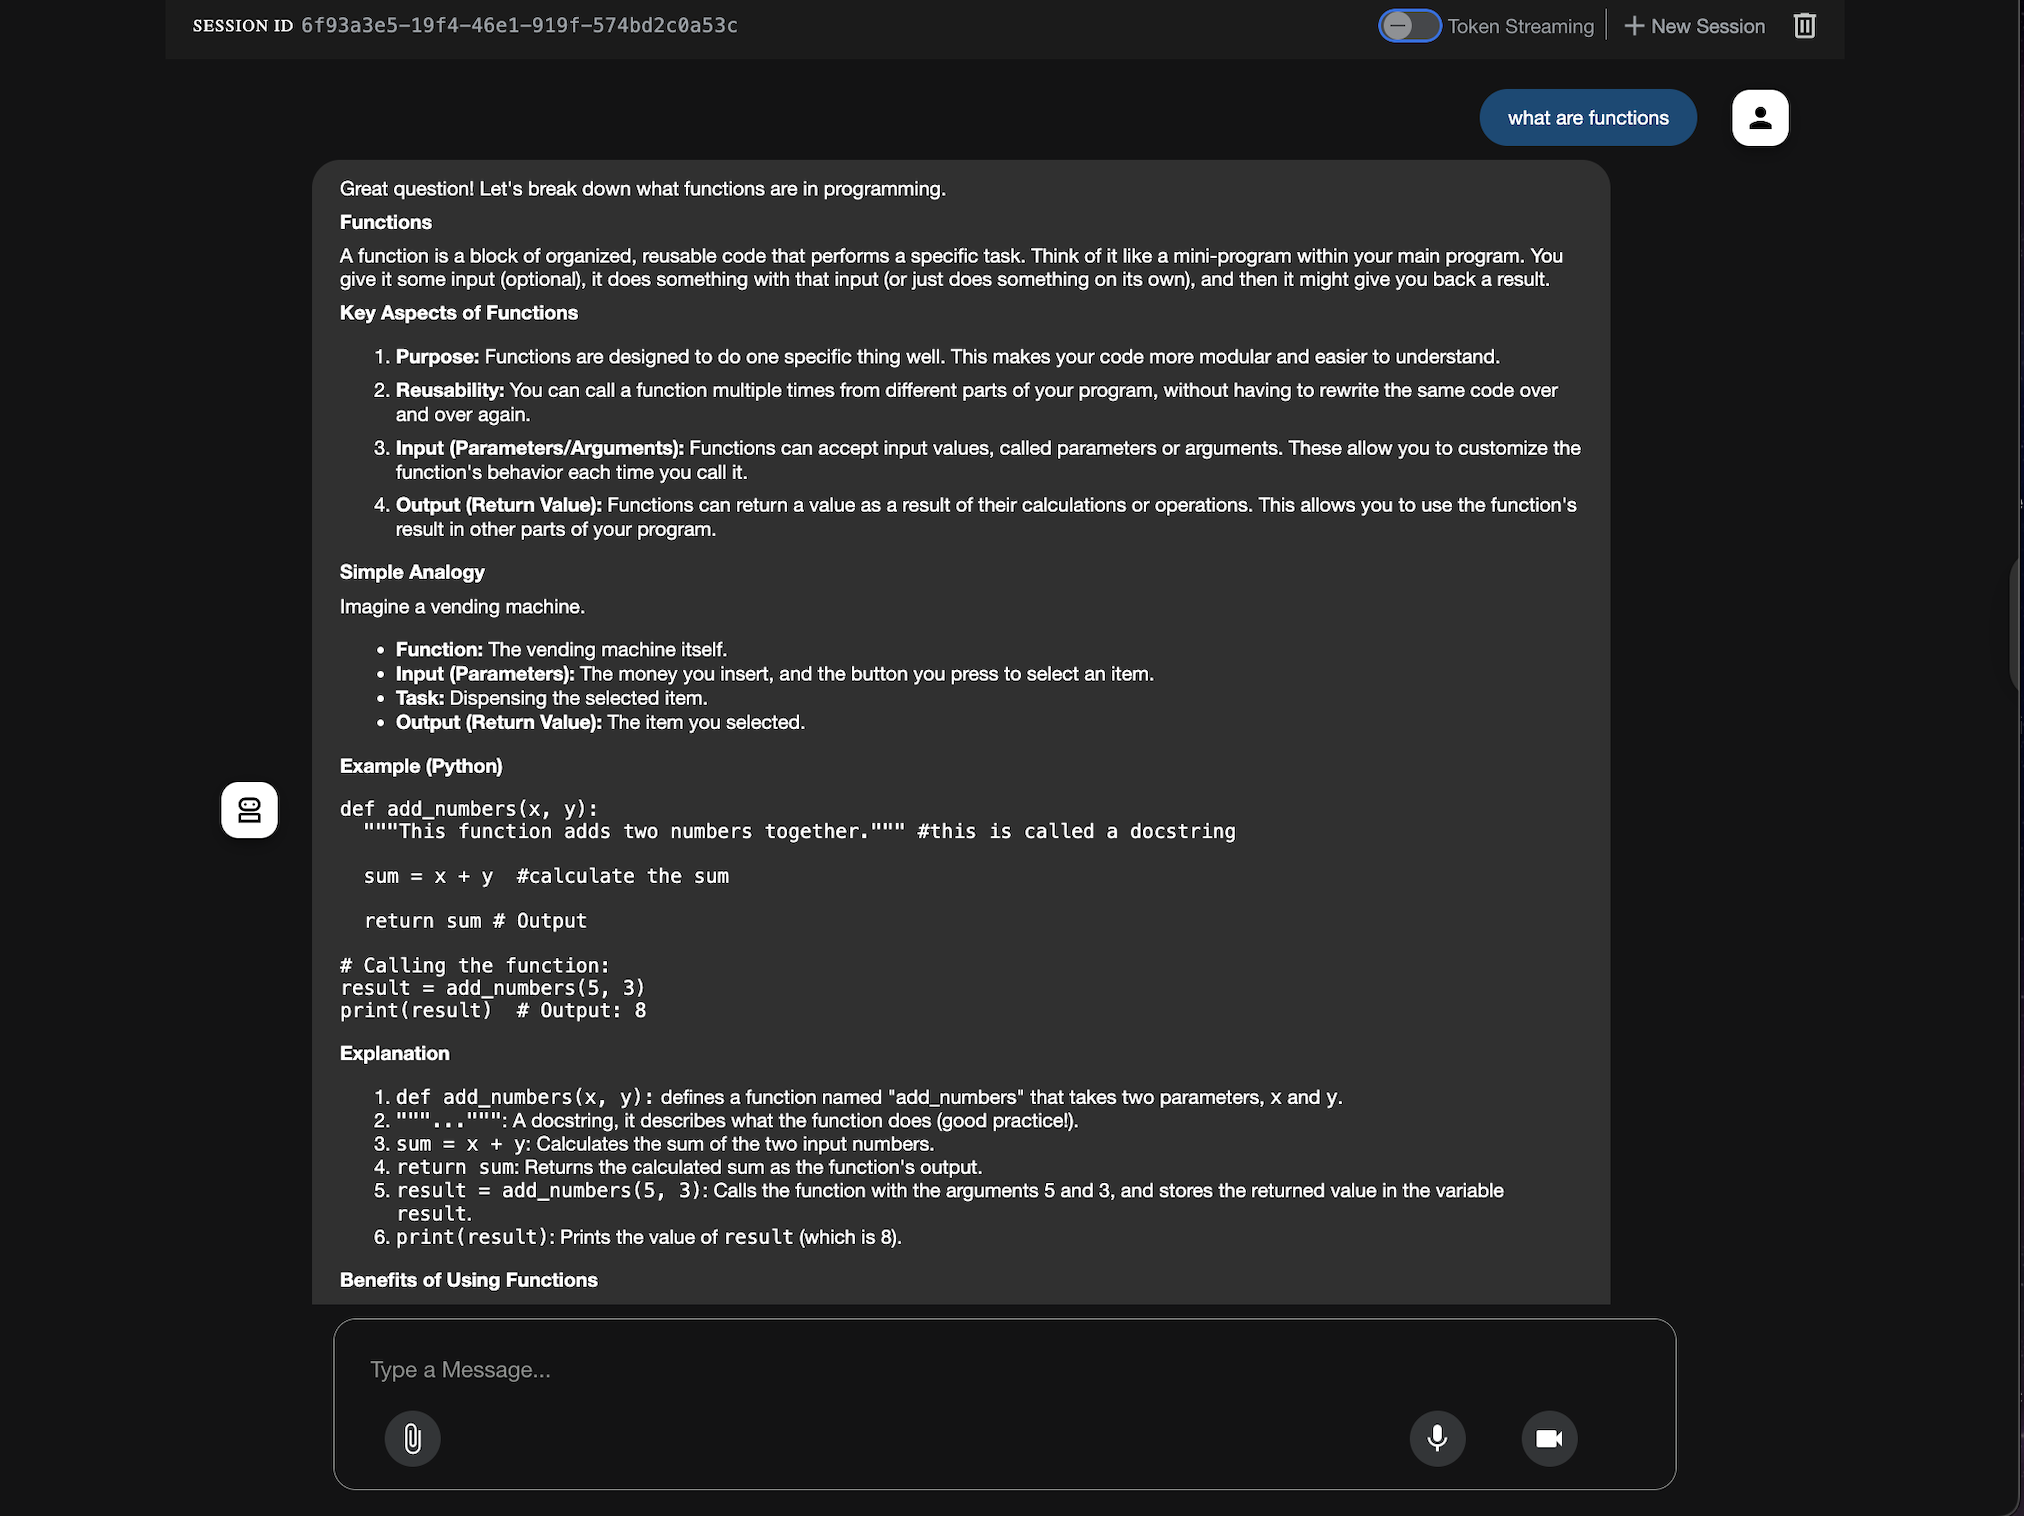 SESSION ID 6f93a3e5-19f4-46e1-919f-574bd2c0a53c
Token Streaming
New Session
what are functions
Great question! Let's break down what functions are in programming.
Functions
A function is a block of organized, reusable code that performs a specific task. Think of it like a mini-program within your main program. You
give it some input (optional), it does something with that input (or just does something on its own), and then it might give you back a result.
Key Aspects of Functions
1. Purpose: Functions are designed to do one specific thing well. This makes your code more modular and easier to understand.
2. Reusability: You can call a function multiple times from different parts of your program, without having to rewrite the same code over
and over again.
3. Input (Parameters/Arguments): Functions can accept input values, called parameters or arguments. These allow you to customize the
function's behavior each time you call it.
4. Output (Return Value): Functions can return a value as a result of their calculations or operations. This allows you to use the function's
result in other parts of your program.
Simple Analogy
Imagine a vending machine.
• Function: The vending machine itself.
• Input (Parameters): The money you insert, and the button you press to select an item.
• Task: Dispensing the selected item.
• Output (Return Value): The item you selected.
Example (Python)
def add_numbers(x, y):
  """This function adds two numbers together.""" #this is called a docstring
  sum = x + y  #calculate the sum
  return sum # Output
# Calling the function:
result = add_numbers(5, 3)
print(result)  # Output: 8
Explanation
1. def add_numbers(x, y): defines a function named "add_numbers" that takes two parameters, x and y.
2. """...""": A docstring, it describes what the function does (good practice!).
3. sum = x + y: Calculates the sum of the two input numbers.
4. return sum: Returns the calculated sum as the function's output.
5. result = add_numbers(5, 3): Calls the function with the arguments 5 and 3, and stores the returned value in the variable
result.
6. print(result): Prints the value of result (which is 8).
Benefits of Using Functions
Type a Message...